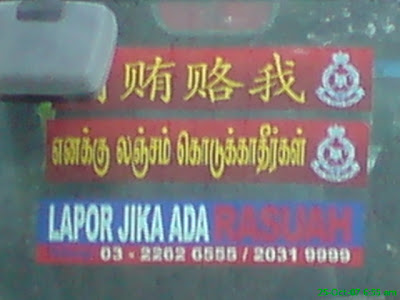 贿赂我
எனக்கு லஞ்சம் கொடுக்காதீர்கள்
LAPOR JIKA ADA RASUAH
03 - 2262 6555 / 2031 9999